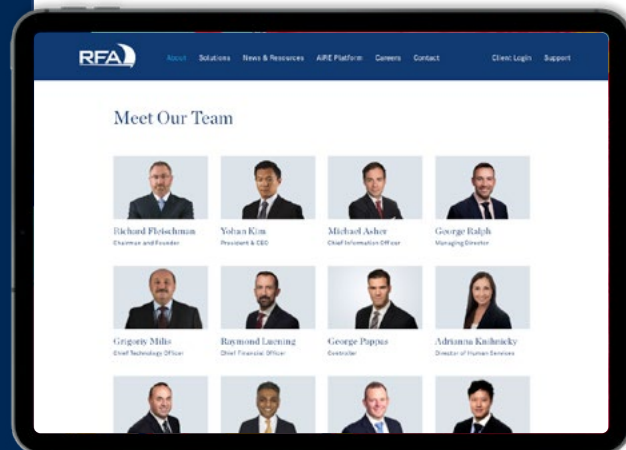 RFA
About Solutions News & Resources AIRE Platform Careers Contact Client Login Support
Meet Our Team
Richard Fleischman Yohan Kim Michael Asher George Ralph
Chairman and Founder President & CEO Chief Information Officer Managing Director
Grigoriy Milis Raymond Luening George Pappas Adrianna
Chief Technology Officer Chief Financial Officer Controller Director of Human Services